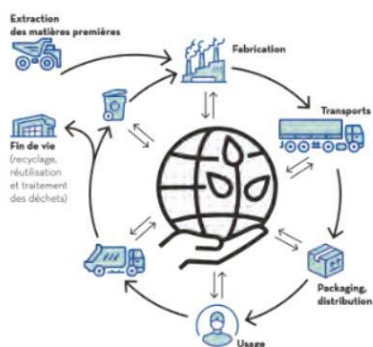 Extraction
des matières premières
Fabrication
Transports
Fin de vie
(recyclage,
réutilisation
et traitement
des déchets)
Packaging,
distribution
Usage